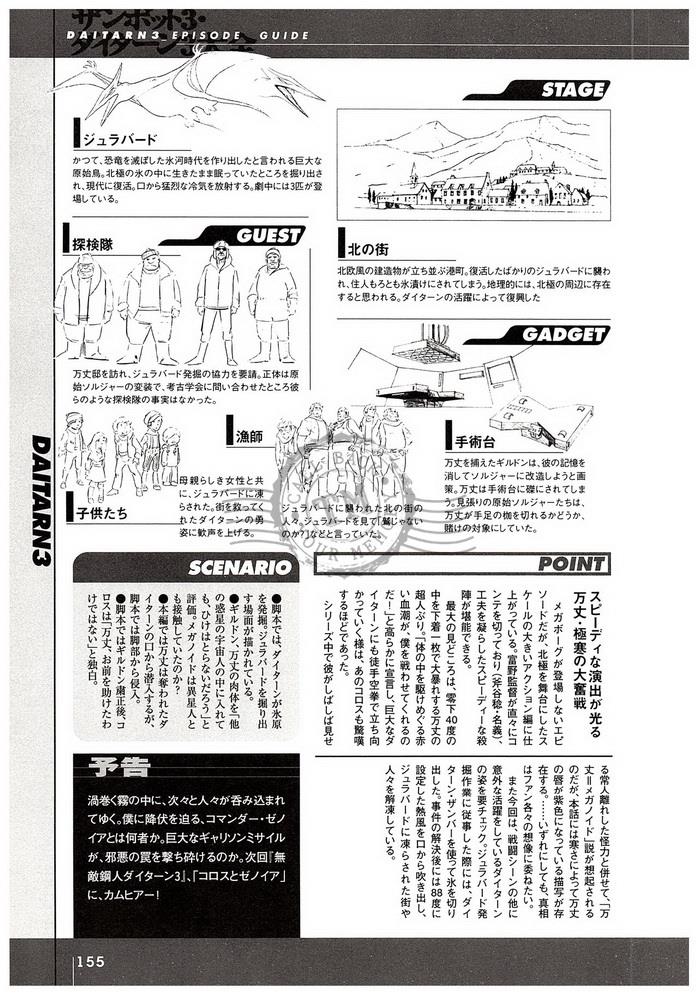 ザンボット3・
ダイターン3大全
DAITARN3 EPISODE GUIDE
ジュラバード
かつて、恐竜を滅ぼした氷河時代を作り出したと言われる巨大な
原始鳥。北極の氷の中に生きたまま眠っていたところを掘り出さ
れ、現代に復活。口から猛烈な冷気を放射する。劇中には3匹が登
場している。
STAGE
北の街
北欧風の建造物が立ち並ぶ港町。復活したばかりのジュラバードに襲わ
れ、住人もろとも氷漬けにされてしまう。地理的には、北極の周辺に存在
すると思われる。ダイターンの活躍によって復興した
GUEST
探検隊
万丈邸を訪れ、ジュラバード発掘の協力を要請。正体は原
始ソルジャーの変装で、考古学会に問い合わせたところ彼
らのような探検隊の事実はなかった。
GADGET
手術台
万丈を捕えたギルドンは、彼の記憶を
消してソルジャーに改造しようと画
策。万丈は手術台に磔にされてしま
う。見張りの原始ソルジャーたちは、
万丈が手足の枷を切れるかどうか、
賭けの対象にしていた。
子供たち
母親らしき女性と共
に、ジュラバードに凍
らされた。街を救ってく
れたダイターンの勇
姿に歓声を上げる。
漁師
ジュラバードに襲われた北の街の
人々。ジュラバードを見て「鷲じゃない
のか?」などと言っていた。
DAITARN3
SCENARIO
●脚本では、ダイターンが氷原
を発掘。ジュラバードを掘り出
す場面が描かれている。
●ギルドン、万丈の肉体を「他
の惑星の宇宙人の中に入れて
も、ひけはとらないだろう」と
評価。メガノイドは異星人と
も接触していたのか?
●本編では万丈は奪われたダ
イターンの口から潜入するが、
脚本では脚部から侵入。
●脚本ではギルドン粛正後、コ
ロスは「万丈、お前を助けたわ
けではない」と独白。
POINT
スピーディな演出が光る
万丈・極寒の大奮戦
メガボーグが登場しないエピ
ソードだが、北極を舞台にしたス
ケールの大きいアクション編に仕
上がっている。富野監督が直々にコ
ンテを切っており(斧谷稔・名義)、
工夫を凝らしたスピーディーな殺
陣が堪能できる。
最大の見どころは、零下40度の
中を下着一枚で大暴れする万丈の
超人ぶり。「体の中を駆けめぐる赤
い血潮が、僕を戦わせてくれるの
だ!」と高らかに宣言し、巨大なダ
イターンにも徒手空拳で立ち向
かっていく様は、あのコロスも驚嘆
するほどであった。
シリーズ中で彼がしばしば見せ
る常人離れした怪力と併せて、「万
丈=メガノイド」説が想起される
のだが、本話には寒さによって万丈
の唇が紫色になっている描写が存
在する。……いずれにしても、真相
はファン各々の想像に委ねたい。
また今回は、戦闘シーンの他に
意外な活躍をしているダイターン
の姿を要チェック。ジュラバード発
掘作業に従事した際には、ダイ
ターン・ザンバーを使って氷を切り
出した。事件の解決後には88度に
設定した熱風を口から吹き出し、
ジュラバードに凍らされた街や
人々を解凍している。
予告
渦巻く霧の中に、次々と人々が呑み込まれ
てゆく。僕に降伏を迫る、コマンダー・ゼノ
イアとは何者か。巨大なギャリソンミサイル
が、邪悪の罠を撃ち砕けるのか。次回『無
敵鋼人ダイターン3』、「コロスとゼノイア」
に、カムヒアー!
155